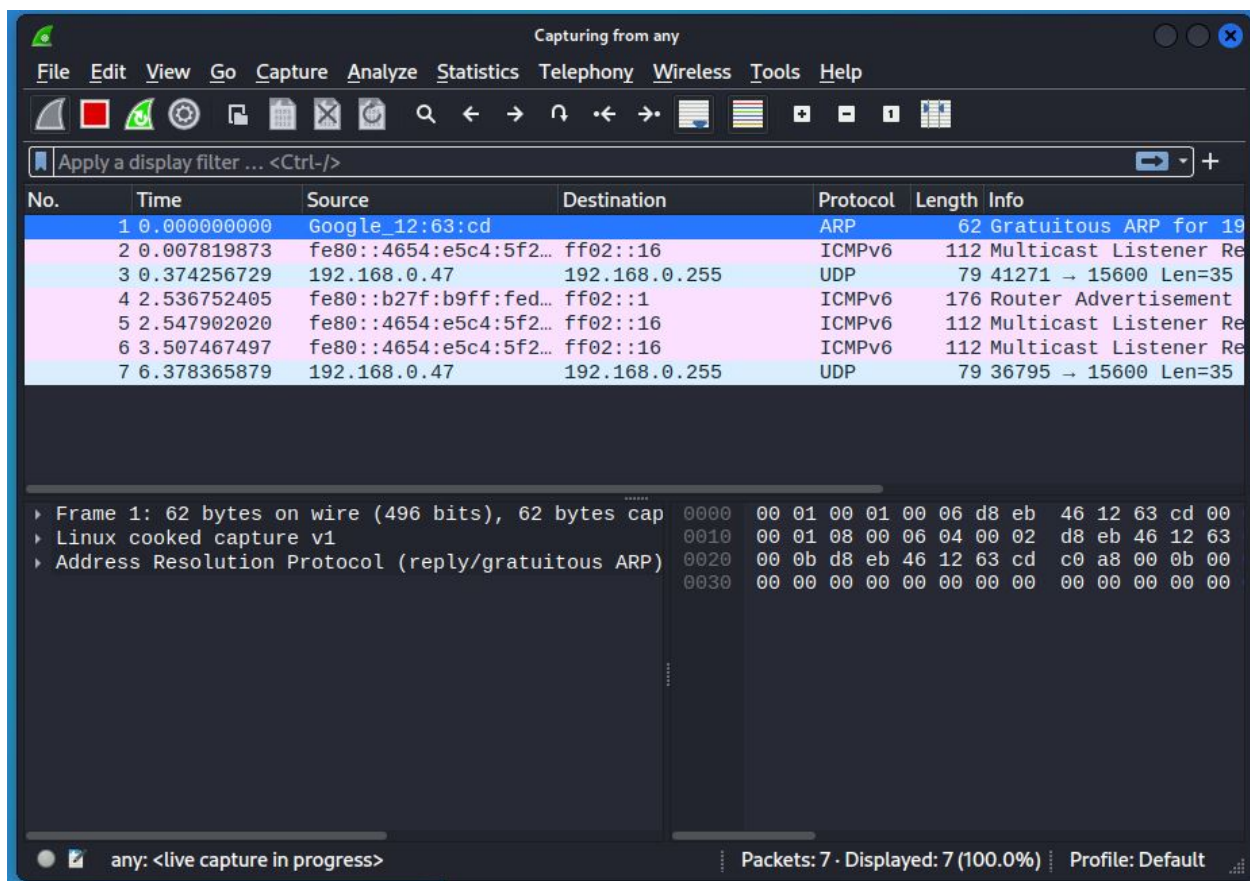 Capturing from any
File Edit View Go Capture Analyze Statistics Telephony Wireless Tools Help
Apply a display filter ... <Ctrl-/>
No. Time Source Destination Protocol Length Info
1 0.000000000 Google_12:63:cd ARP 62 Gratuitous ARP for 19
2 0.007819873 fe80::4654:e5c4:5f2… ff02::16 ICMPv6 112 Multicast Listener Re
3 0.374256729 192.168.0.47 192.168.0.255 UDP 79 41271 → 15600 Len=35
4 2.536752405 fe80::b27f:b9ff:fed… ff02::1 ICMPv6 176 Router Advertisement
5 2.547902020 fe80::4654:e5c4:5f2… ff02::16 ICMPv6 112 Multicast Listener Re
6 3.507467497 fe80::4654:e5c4:5f2… ff02::16 ICMPv6 112 Multicast Listener Re
7 6.378365879 192.168.0.47 192.168.0.255 UDP 79 36795 → 15600 Len=35
Frame 1: 62 bytes on wire (496 bits), 62 bytes cap
Linux cooked capture v1
Address Resolution Protocol (reply/gratuitous ARP)
0000 00 01 00 01 00 06 d8 eb 46 12 63 cd 00
0010 00 01 08 00 06 04 00 02 d8 eb 46 12 63
0020 00 0b d8 eb 46 12 63 cd c0 a8 00 0b 00
0030 00 00 00 00 00 00 00 00 00 00 00 00 00
any: <live capture in progress>
Packets: 7 · Displayed: 7 (100.0%)
Profile: Default